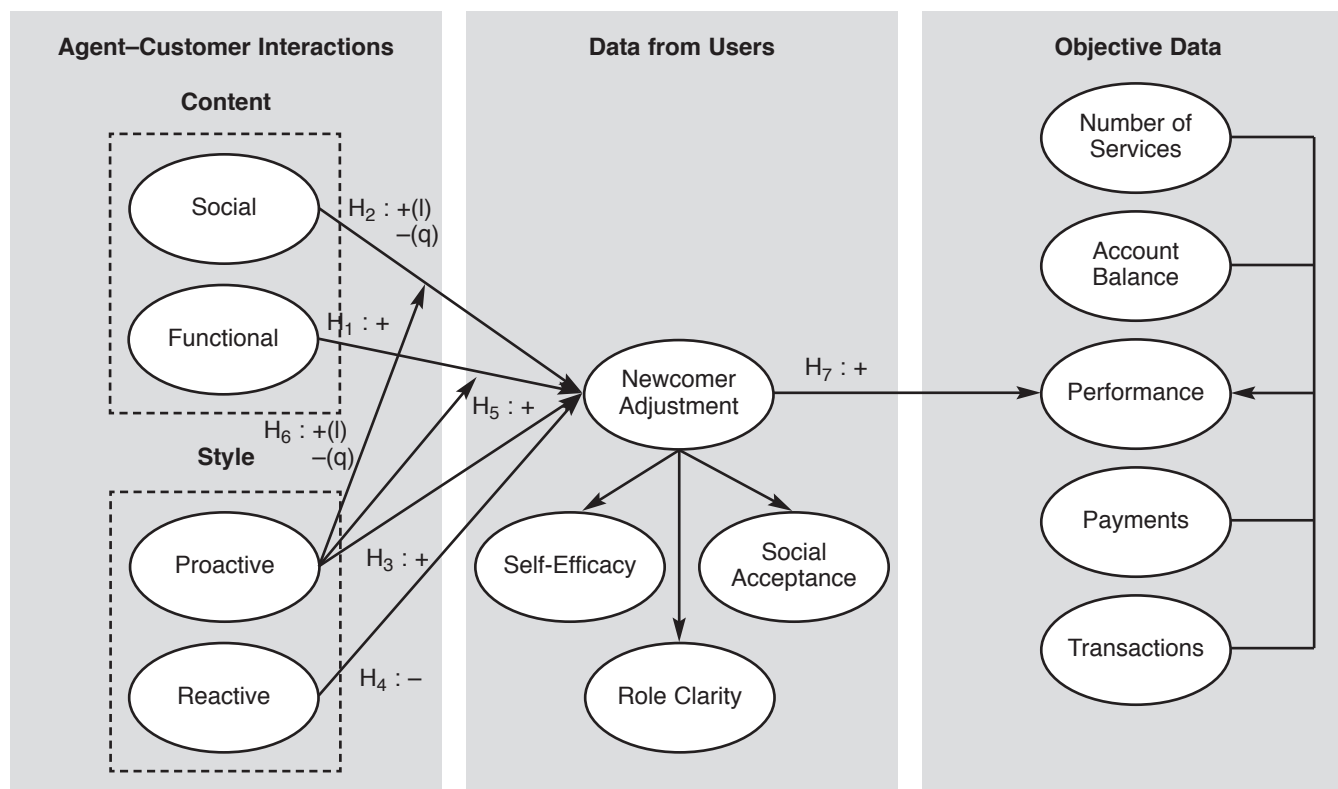 Agent–Customer Interactions
Content
Social
Functional
H2 : +(l)
–(q)
H1 : +
H6 : +(l)
–(q)
Style
Proactive
Reactive
H5 : +
H3 : +
H4 : –
Data from Users
Newcomer
Adjustment
Self-Efficacy
Social
Acceptance
Role Clarity
H7 : +
Objective Data
Number of
Services
Account
Balance
Performance
Payments
Transactions